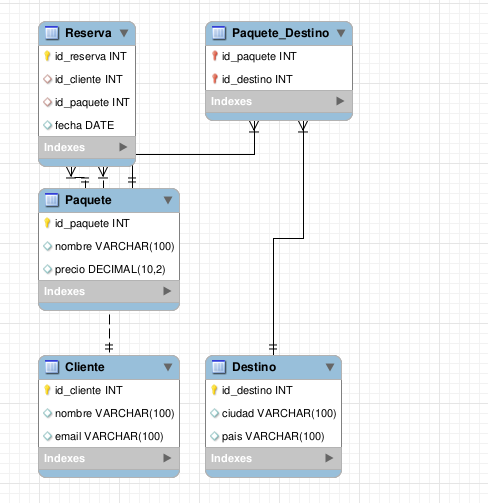 Reserva
id_reserva INT
id_cliente INT
id_paquete INT
fecha DATE
Indexes
Paquete_Destino
id_paquete INT
id_destino INT
Indexes
Paquete
id_paquete INT
nombre VARCHAR(100)
precio DECIMAL(10,2)
Indexes
Cliente
id_cliente INT
nombre VARCHAR(100)
email VARCHAR(100)
Indexes
Destino
id_destino INT
ciudad VARCHAR(100)
pais VARCHAR(100)
Indexes